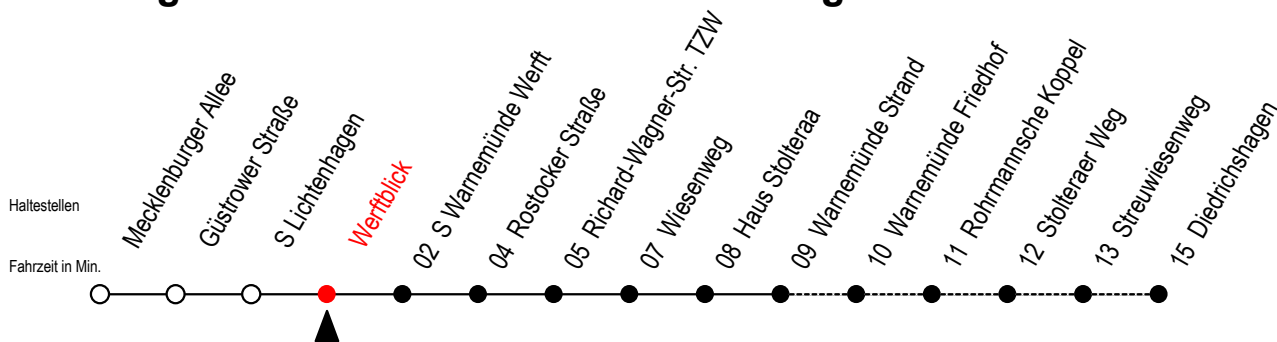 Haltestellen
Fahrzeit in Min.
Mecklenburger Allee
Güstrower Straße
S Lichtenhagen
Werftblick
02 S Warnemünde Werft
04 Rostocker Straße
05 Richard-Wagner-Str. TZW
07 Wiesenweg
08 Haus Stolteraa
09 Warnemünde Strand
10 Warnemünde Friedhof
11 Rohrmannsche Koppel
12 Stolteraer Weg
13 Streuwiesenweg
15 Diedrichshagen